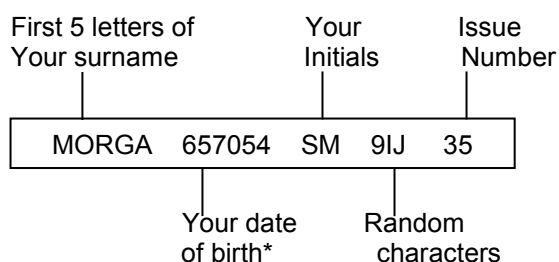 First 5 letters of
Your surname
Your
Initials
Issue
Number
MORGA 657054 SM 9IJ 35
Your date
of birth*
Random
characters